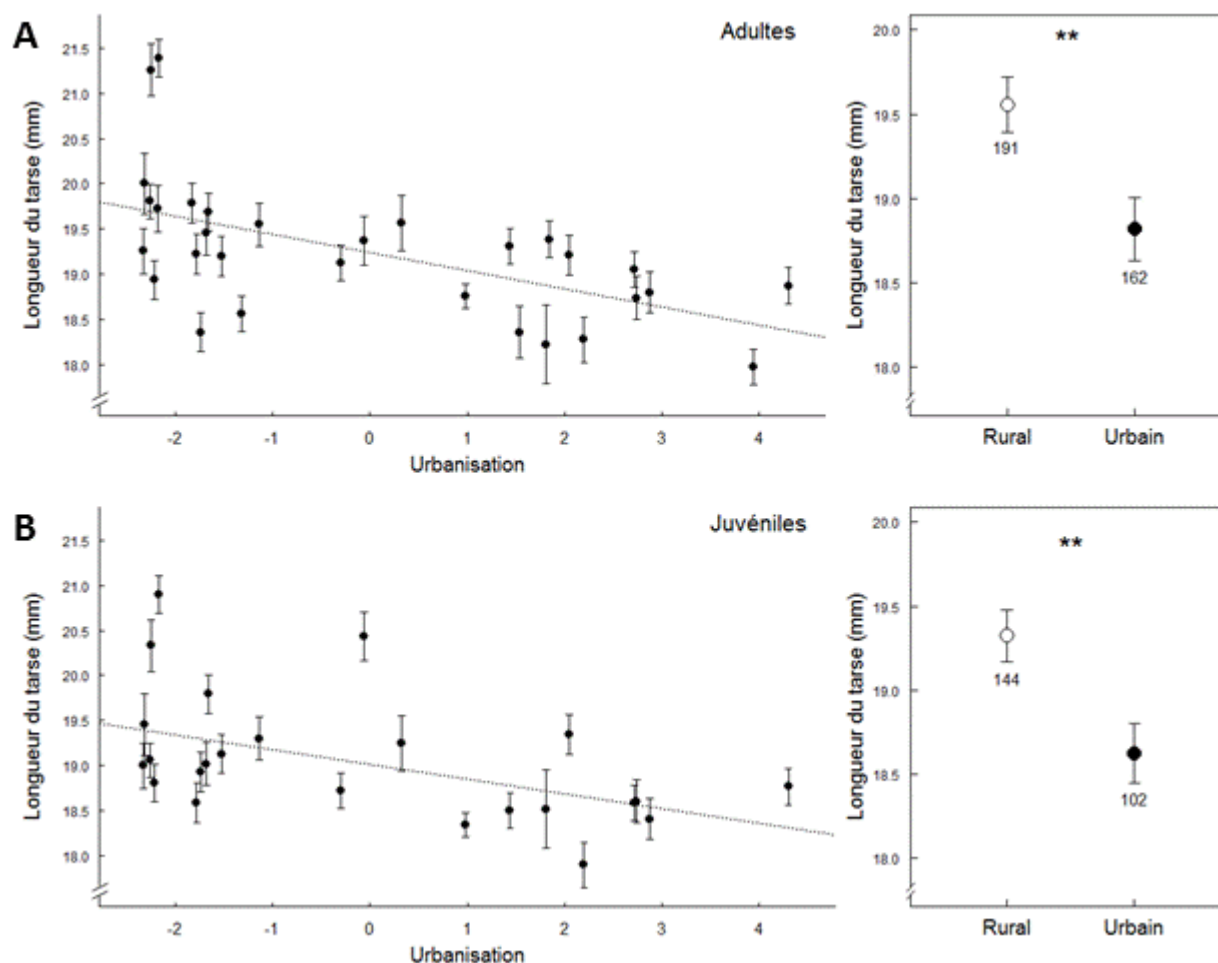 A
Adultes
Longueur du tarse (mm)
21.5
21.0
20.5
20.0
19.5
19.0
18.5
18.0
-2 -1 0 1 2 3 4
Urbanisation
Longueur du tarse (mm)
20.0
19.5
19.0
18.5
18.0
**
191
162
Rural Urbain
B
Juvéniles
Longueur du tarse (mm)
21.5
21.0
20.5
20.0
19.5
19.0
18.5
18.0
-2 -1 0 1 2 3 4
Urbanisation
Longueur du tarse (mm)
20.0
19.5
19.0
18.5
18.0
**
144
102
Rural Urbain